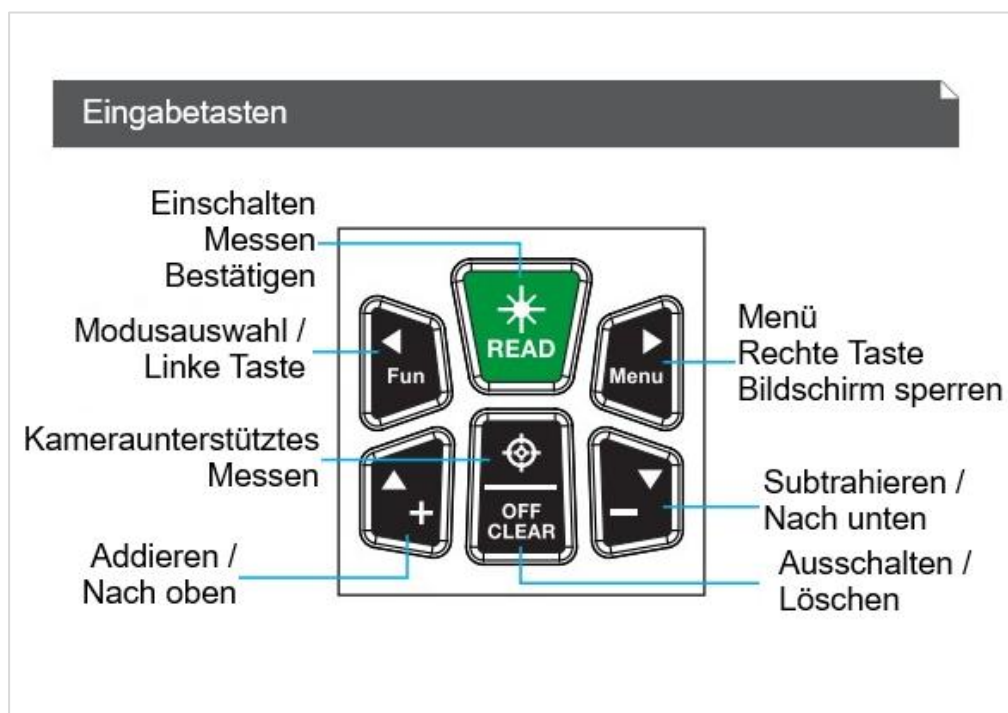 Eingabetasten
Einschalten
Messen
Bestätigen
Modusauswahl /
Linke Taste
Kameraunterstütztes
Messen
Addieren /
Nach oben
READ
Fun
Menu
+
OFF
CLEAR
−
Menü
Rechte Taste
Bildschirm sperren
Subtrahieren /
Nach unten
Ausschalten /
Löschen